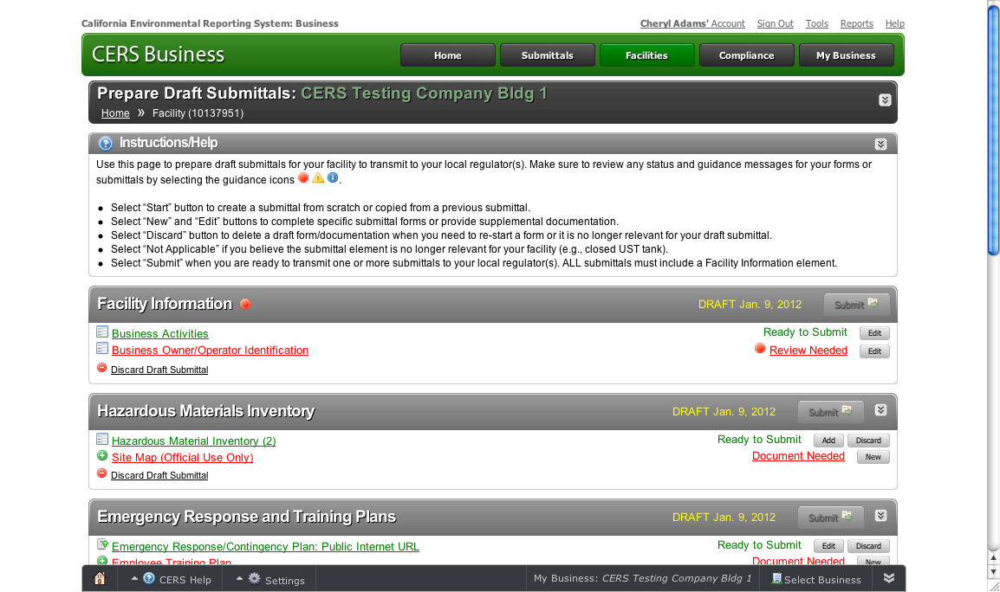 California Environmental Reporting System: Business
Cheryl Adams' Account Sign Out Tools Reports Help
CERS Business
Home Submittals Facilities Compliance My Business
Prepare Draft Submittals: CERS Testing Company Bldg 1
Home » Facility (10137951)
Instructions/Help
Use this page to prepare draft submittals for your facility to transmit to your local regulator(s). Make sure to review any status and guidance messages for your forms or
submittals by selecting the guidance icons .
• Select “Start” button to create a submittal from scratch or copied from a previous submittal.
• Select “New” and “Edit” buttons to complete specific submittal forms or provide supplemental documentation.
• Select “Discard” button to delete a draft form/documentation when you need to re-start a form or it is no longer relevant for your draft submittal.
• Select “Not Applicable” if you believe the submittal element is no longer relevant for your facility (e.g., closed UST tank).
• Select “Submit” when you are ready to transmit one or more submittals to your local regulator(s). ALL submittals must include a Facility Information element.
Facility Information DRAFT Jan. 9, 2012 Submit
Business Activities Ready to Submit Edit
Business Owner/Operator Identification Review Needed Edit
Discard Draft Submittal
Hazardous Materials Inventory DRAFT Jan. 9, 2012 Submit
Hazardous Material Inventory (2) Ready to Submit Add Discard
Site Map (Official Use Only) Document Needed New
Discard Draft Submittal
Emergency Response and Training Plans DRAFT Jan. 9, 2012 Submit
Emergency Response/Contingency Plan: Public Internet URL Ready to Submit Edit Discard
Employee Training Plan Document Needed New
CERS Help Settings My Business: CERS Testing Company Bldg 1 Select Business